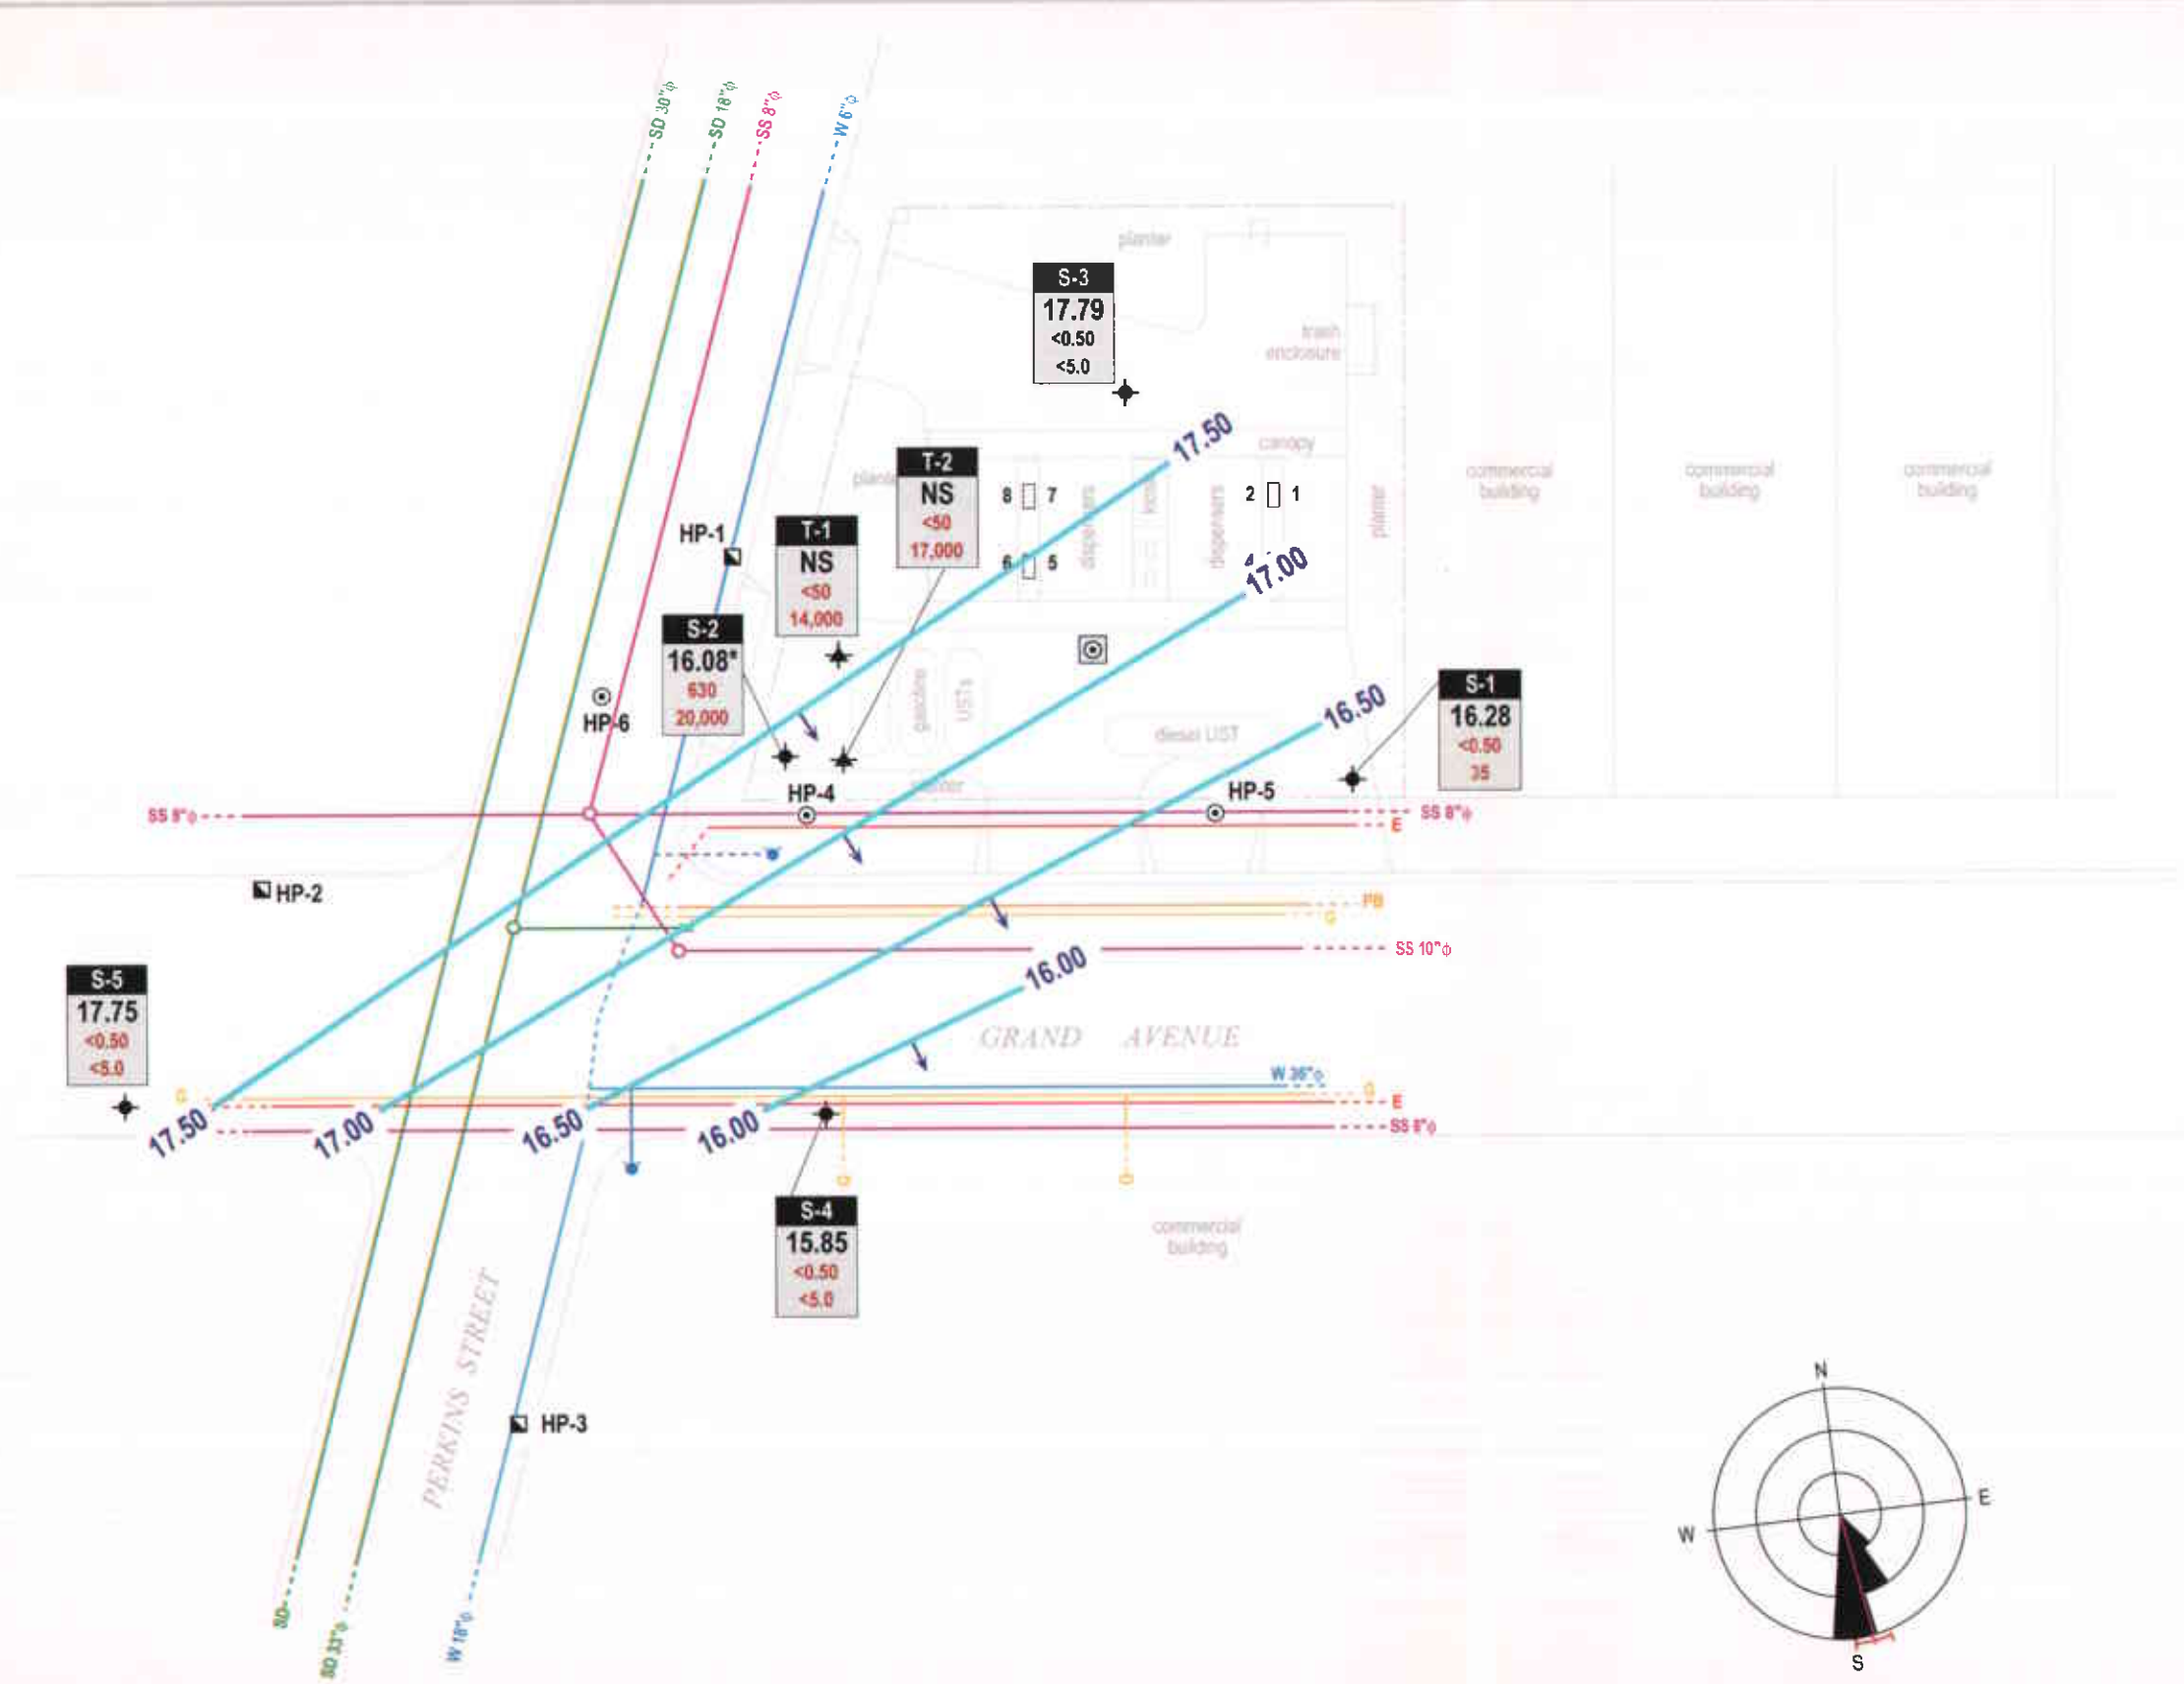 SD 30"ф
SD 18"ф
SS 8"ф
W 6"ф
planter
S-3
17.79
<0.50
<5.0
trash
enclosure
17.50
canopy
T-2
NS
<50
17,000
8 7
2 1
6 5
dispensers
kiosk
dispensers
planter
commercial
building
commercial
building
commercial
building
HP-1
T-1
NS
<50
14,000
17.00
S-2
16.08*
630
20,000
HP-6
gasoline
USTs
diesel UST
16.50
S-1
16.28
<0.50
35
HP-4
HP-5
SS 8"ф
SS 8"ф
E
HP-2
PB
G
SS 10"ф
16.00
S-5
17.75
<0.50
<5.0
GRAND AVENUE
W 36"ф
G
G
E
SS 8"ф
17.50
17.00
16.50
16.00
G
G
S-4
15.85
<0.50
<5.0
commercial
building
PERKINS STREET
HP-3
SD
SD 33"ф
W 18"ф
N
E
W
S